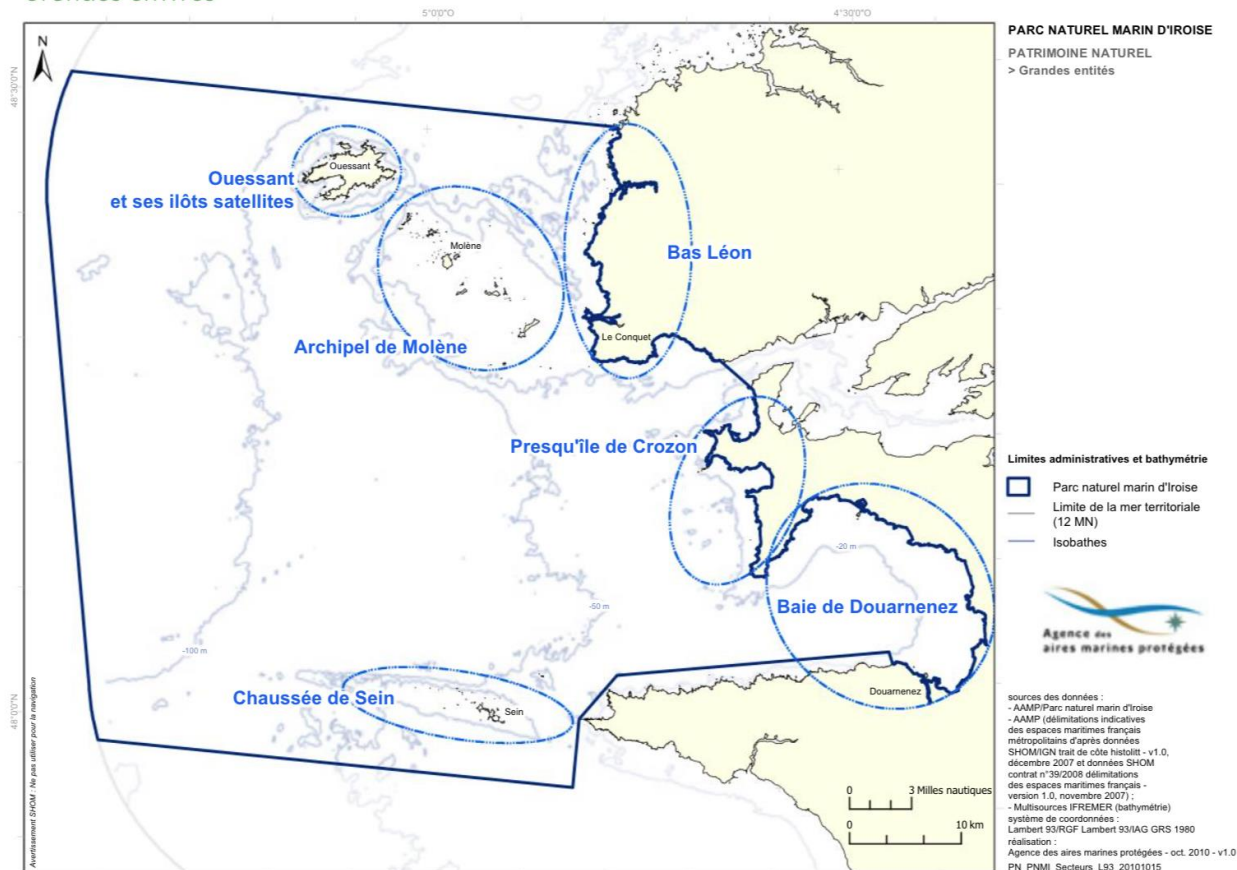 Grandes entités
5°0'0"O
4°30'0"O
48°30'0"N
48°0'0"N
N
Ouessant
Ouessant
et ses ilôts satellites
Molène
Archipel de Molène
Bas Léon
Le Conquet
Presqu'île de Crozon
-20 m
Baie de Douarnenez
-50 m
-100 m
Chaussée de Sein
Sein
Douarnenez
0 3 Milles nautiques
0 10 km
Avertissement SHOM : Ne pas utiliser pour la navigation
PARC NATUREL MARIN D'IROISE
PATRIMOINE NATUREL
> Grandes entités
Limites administratives et bathymétrie
Parc naturel marin d'Iroise
Limite de la mer territoriale
(12 MN)
Isobathes
Agence des
aires marines protégées
sources des données :
- AAMP/Parc naturel marin d'Iroise
- AAMP (délimitations indicatives
des espaces maritimes français
métropolitains d'après données
SHOM/IGN trait de côte histolitt - v1.0,
décembre 2007 et données SHOM
contrat n°39/2008 délimitations
des espaces maritimes français -
version 1.0, novembre 2007) ;
- Multisources IFREMER (bathymétrie)
système de coordonnées :
Lambert 93/RGF Lambert 93/IAG GRS 1980
réalisation :
Agence des aires marines protégées - oct. 2010 - v1.0
PN_PNMI_Secteurs_L93_20101015